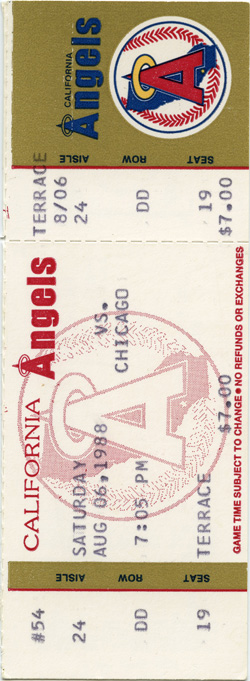 CALIFORNIA
Angels
A
AISLE ROW SEAT
TERRACE
8/06
24 DD 19
$7.00
CALIFORNIA Angels
A
SATURDAY VS.
AUG 06,1988 CHICAGO
7:05 PM
TERRACE $7.00
GAME TIME SUBJECT TO CHANGE • NO REFUNDS OR EXCHANGES
AISLE ROW SEAT
#54
24 DD 19